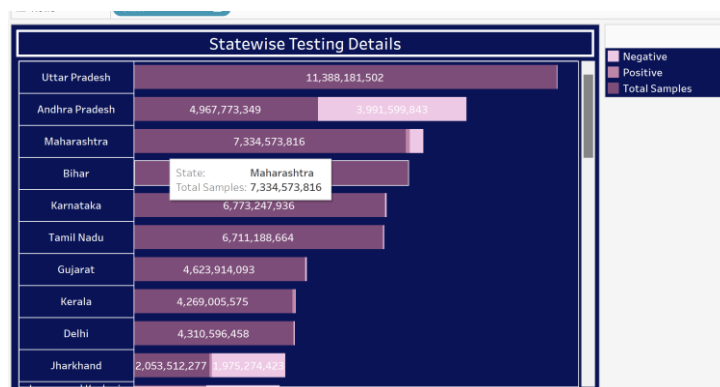 Statewise Testing Details
Uttar Pradesh 11,388,181,502
Andhra Pradesh 4,967,773,349 3,991,599,843
Maharashtra 7,334,573,816
Bihar
State: Maharashtra
Total Samples: 7,334,573,816
Karnataka 6,773,247,936
Tamil Nadu 6,711,188,664
Gujarat 4,623,914,093
Kerala 4,269,005,575
Delhi 4,310,596,458
Jharkhand 2,053,512,277 1,975,274,423
Negative
Positive
Total Samples